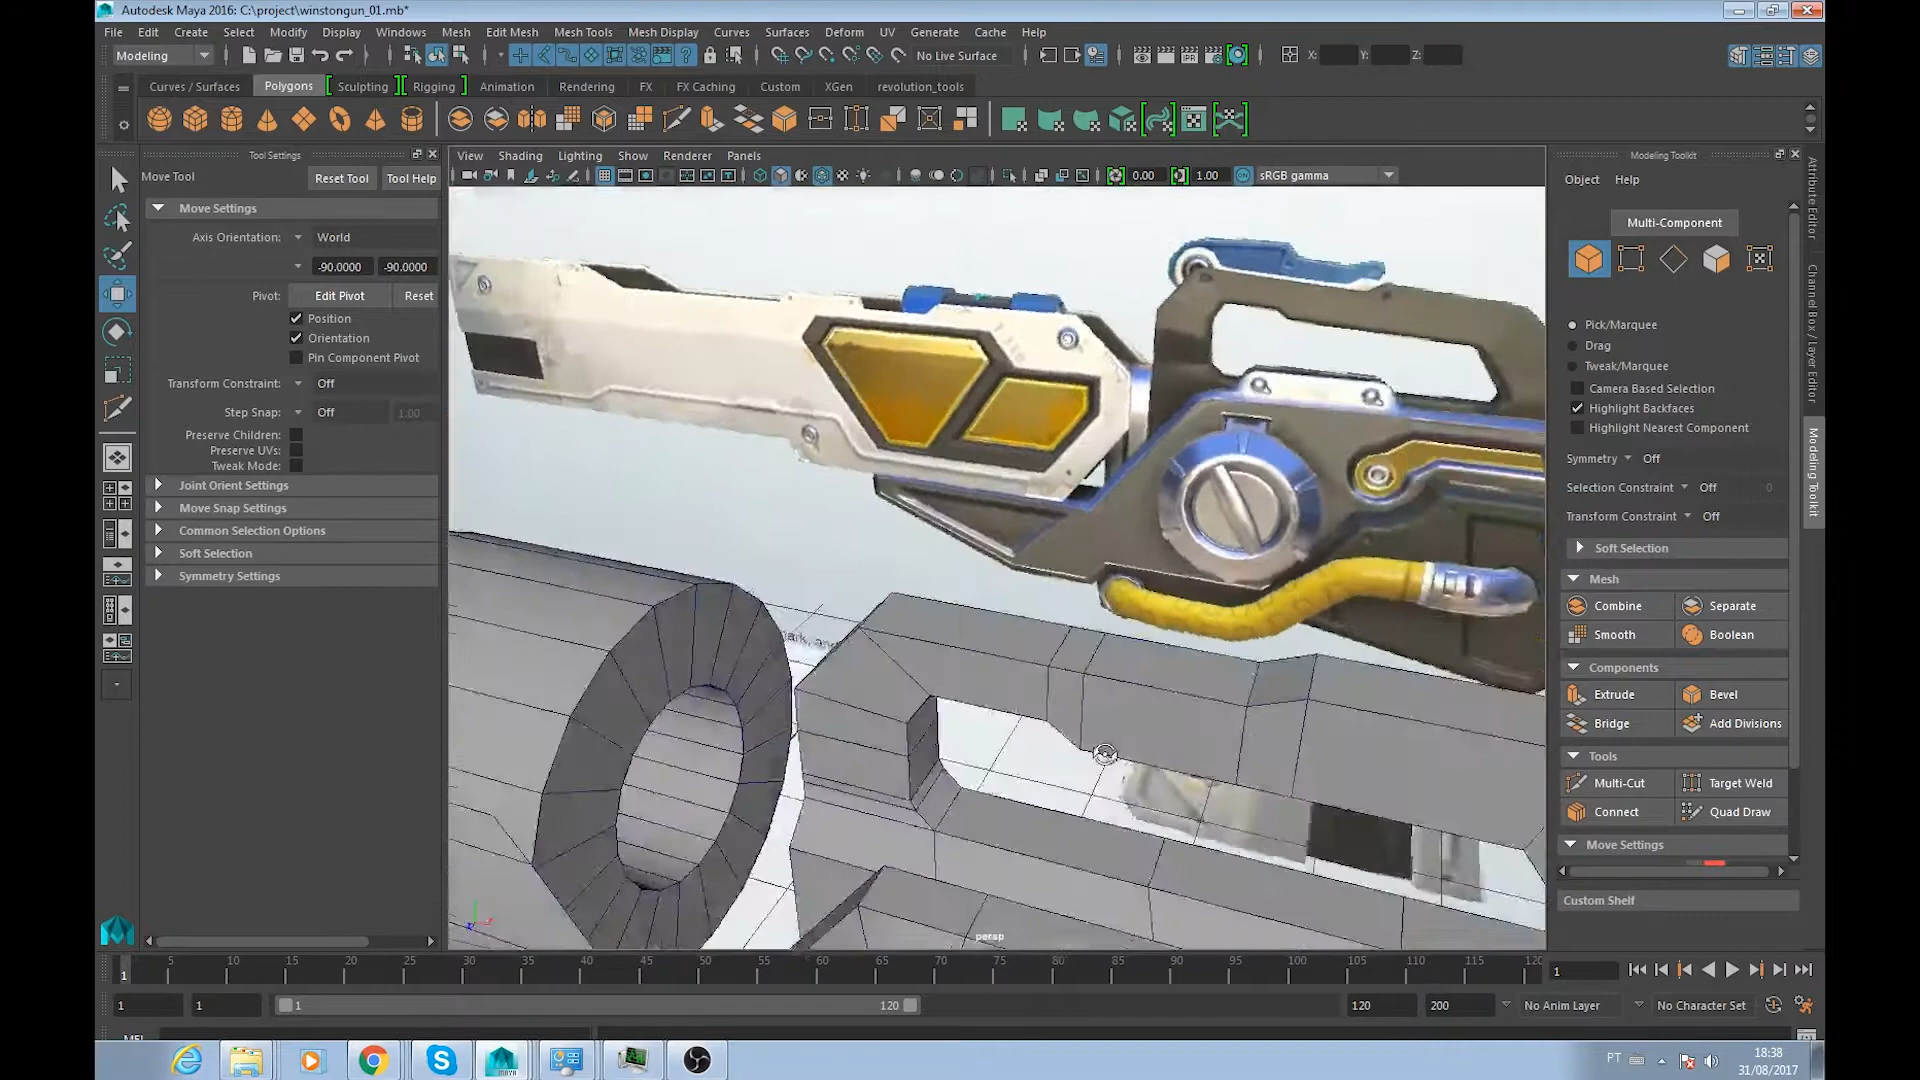 Autodesk Maya 2016: C:\project\winstongun_01.mb*
File Edit Create Select Modify Display Windows Mesh Edit Mesh Mesh Tools Mesh Display Curves Surfaces Deform UV Generate Cache Help
Modeling No Live Surface X: Y: Z:
Curves / Surfaces Polygons Sculpting Rigging Animation Rendering FX FX Caching Custom XGen revolution_tools
Tool Settings
Move Tool Reset Tool Tool Help
Move Settings
Axis Orientation: World
-90.0000 -90.0000
Pivot: Edit Pivot Reset
Position
Orientation
Pin Component Pivot
Transform Constraint: Off
Step Snap: Off 1.00
Preserve Children:
Preserve UVs:
Tweak Mode:
Joint Orient Settings
Move Snap Settings
Common Selection Options
Soft Selection
Symmetry Settings
View Shading Lighting Show Renderer Panels
0.00 1.00 sRGB gamma
persp
Modeling Toolkit
Object Help
Multi-Component
Pick/Marquee
Drag
Tweak/Marquee
Camera Based Selection
Highlight Backfaces
Highlight Nearest Component
Symmetry Off
Selection Constraint Off 0
Transform Constraint Off
Soft Selection
Mesh
Combine Separate
Smooth Boolean
Components
Extrude Bevel
Bridge Add Divisions
Tools
Multi-Cut Target Weld
Connect Quad Draw
Move Settings
Custom Shelf
Attribute Editor
Channel Box / Layer Editor
Modeling Toolkit
1 5 10 15 20 25 30 35 40 45 50 55 60 65 70 75 80 85 90 95 100 105 110 115 120 1
1 1 1 120 120 200 No Anim Layer No Character Set
MEL
MAYA
PT 18:38
31/08/2017